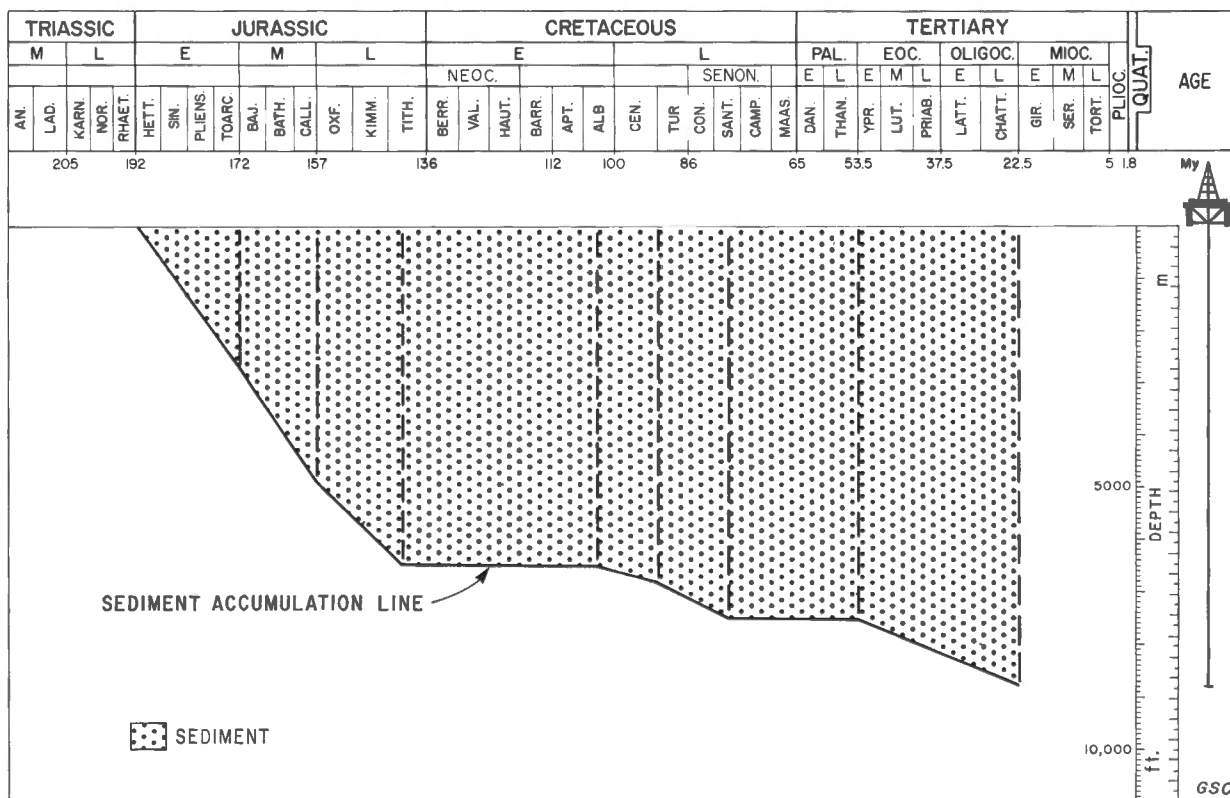 TRIASSIC JURASSIC CRETACEOUS TERTIARY QUAT. AGE
M L E M L E L PAL. EOC. OLIGOC. MIOC. PLIOC.
NEOC. SENON. E L E M L E L E M L
AN. LAD. KARN. NOR. RHAET. HETT. SIN. PLIENS. TOARC. BAJ. BATH. CALL. OXF. KIMM. TITH. BERR. VAL. HAUT. BARR. APT. ALB CEN. TUR CON. SANT. CAMP. MAAS. DAN. THAN. YPR. LUT. PRIAB. LATT. CHATT. GIR. SER. TORT.
205 192 172 157 136 112 100 86 65 53.5 37.5 22.5 5 1.8 My
m
5000
DEPTH
SEDIMENT ACCUMULATION LINE
SEDIMENT
10,000
ft.
GSC